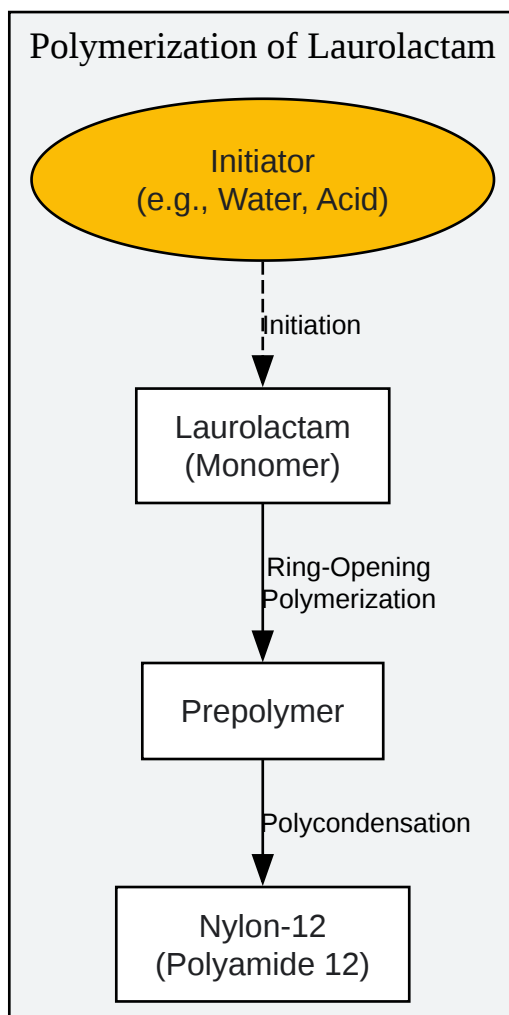 Polymerization of Laurolactam
Initiator
(e.g., Water, Acid)
Initiation
Laurolactam
(Monomer)
Ring-Opening
Polymerization
Prepolymer
Polycondensation
Nylon-12
(Polyamide 12)